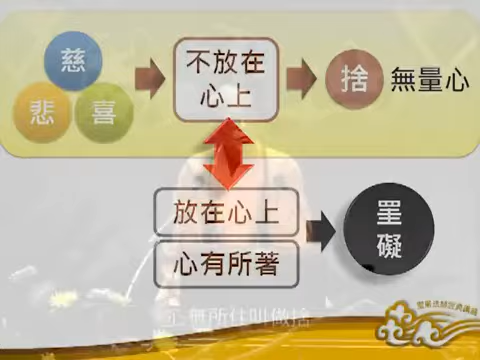 慈
悲
喜
不放在
心上
捨
無量心
放在心上
心有所著
罣
礙
無所住叫做捨